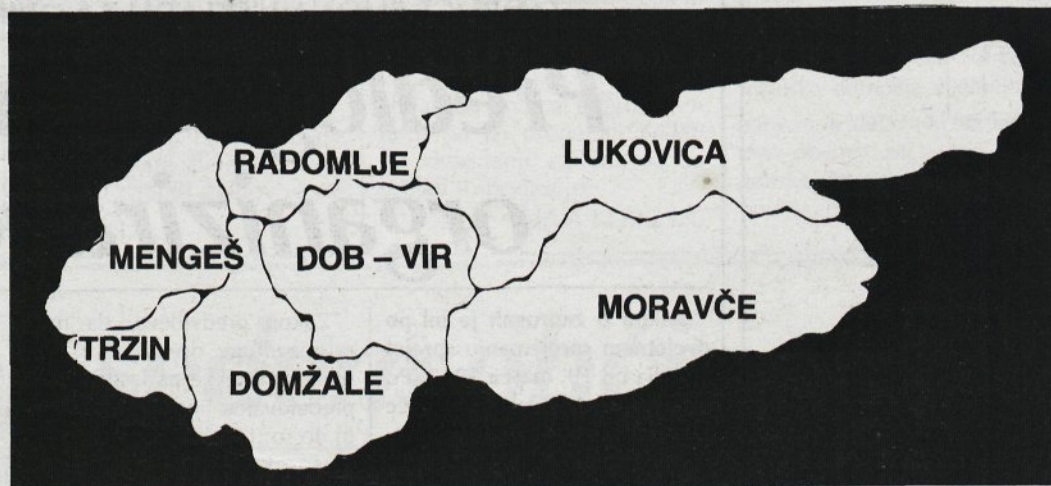 RADOMLJE
LUKOVICA
MENGEŠ
DOB – VIR
MORAVČE
TRZIN
DOMŽALE